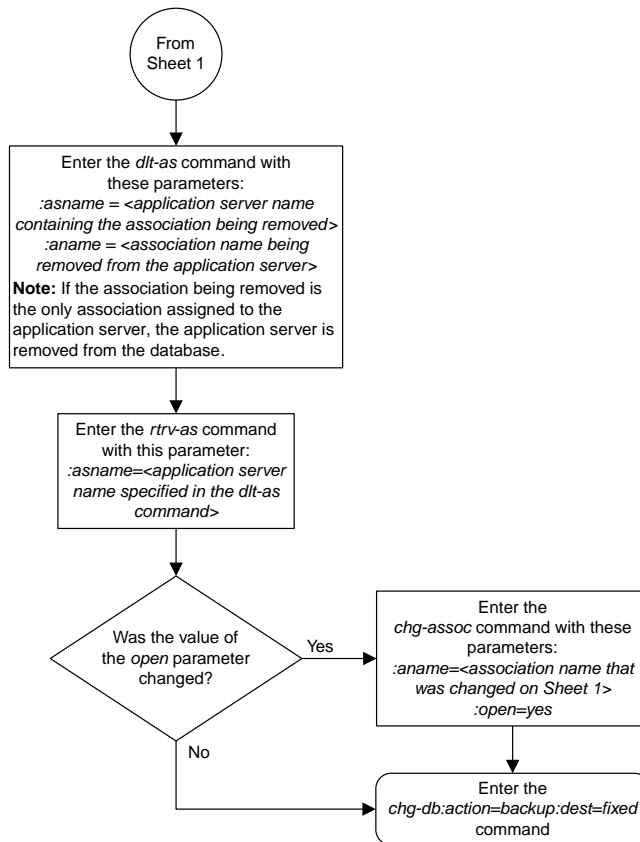 From
Sheet 1
Enter the dlt-as command with
these parameters:
:asname = <application server name
containing the association being removed>
:aname = <association name being
removed from the application server>
Note: If the association being removed is
the only association assigned to the
application server, the application server is
removed from the database.
Enter the rtrv-as command
with this parameter:
:asname=<application server
name specified in the dlt-as
command>
Was the value of
the open parameter
changed?
Yes
No
Enter the
chg-assoc command with these
parameters:
:aname=<association name that
was changed on Sheet 1>
:open=yes
Enter the
chg-db:action=backup:dest=fixed
command